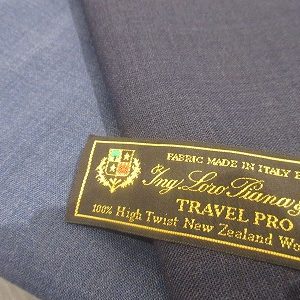 FABRIC MADE IN ITALY
Ing. Loro Piana
TRAVEL PRO
100% High Twist New Zealand